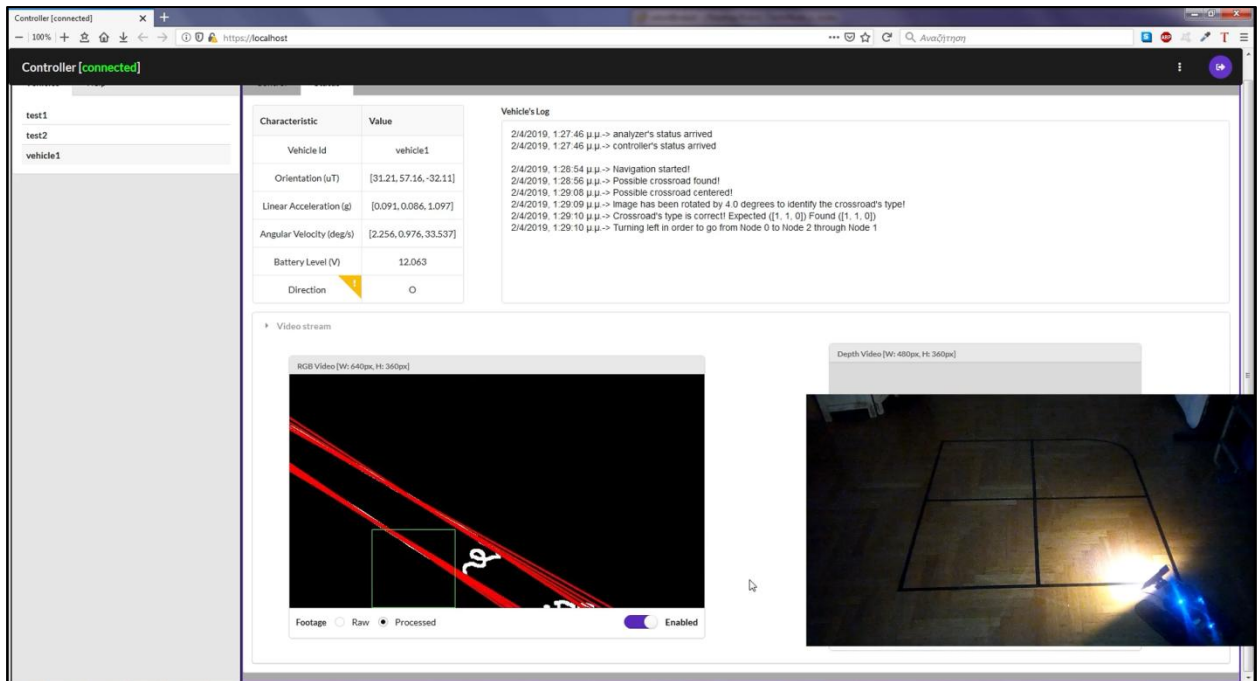 Controller [connected]
100%
https://localhost
Αναζήτηση
Controller [connected]
test1
test2
vehicle1
Characteristic Value
Vehicle Id vehicle1
Orientation (uT) [31.21, 57.16, -32.11]
Linear Acceleration (g) [0.091, 0.086, 1.097]
Angular Velocity (deg/s) [2.256, 0.976, 33.537]
Battery Level (V) 12.063
Direction O
Vehicle's Log
2/4/2019, 1:27:46 μ.μ.-> analyzer's status arrived
2/4/2019, 1:27:46 μ.μ.-> controller's status arrived
2/4/2019, 1:28:54 μ.μ.-> Navigation started!
2/4/2019, 1:28:56 μ.μ.-> Possible crossroad found!
2/4/2019, 1:29:08 μ.μ.-> Possible crossroad centered!
2/4/2019, 1:29:09 μ.μ.-> Image has been rotated by 4.0 degrees to identify the crossroad's type!
2/4/2019, 1:29:10 μ.μ.-> Crossroad's type is correct! Expected ([1, 1, 0]) Found ([1, 1, 0])
2/4/2019, 1:29:10 μ.μ.-> Turning left in order to go from Node 0 to Node 2 through Node 1
Video stream
RGB Video [W: 640px, H: 360px]
Depth Video [W: 480px, H: 360px]
Footage Raw Processed Enabled